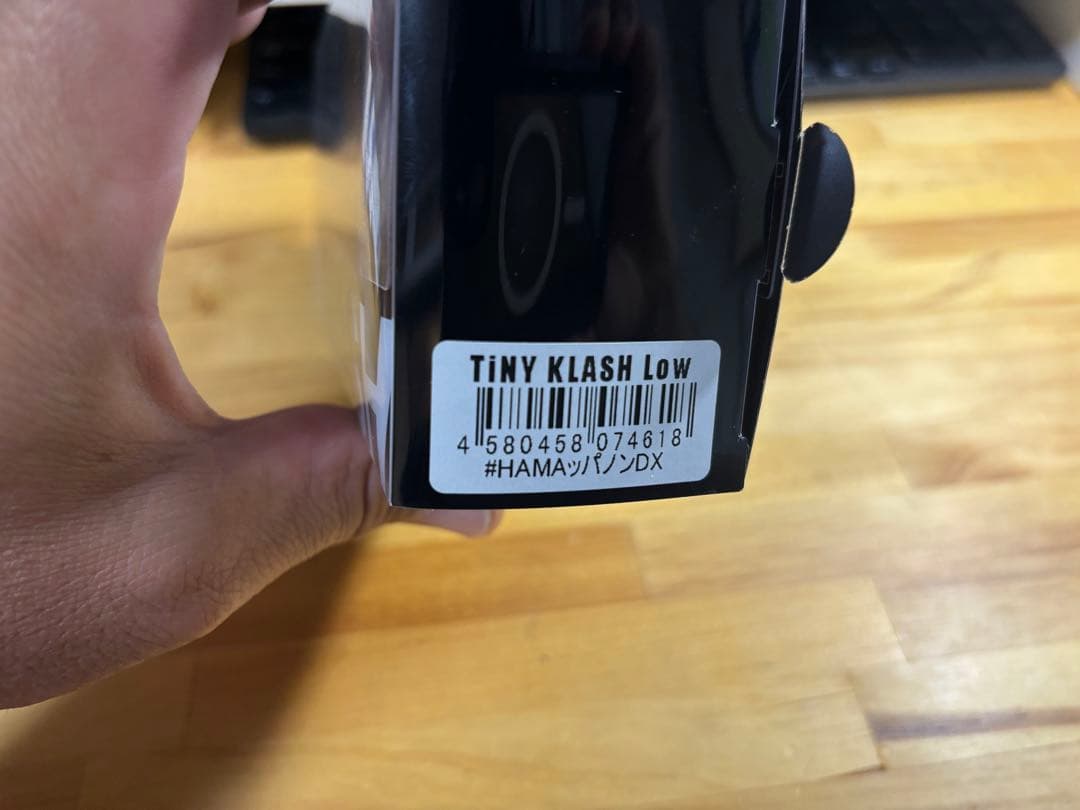 TiNY KLASH Low
4 580458 074618
#HAMAッパノンDX